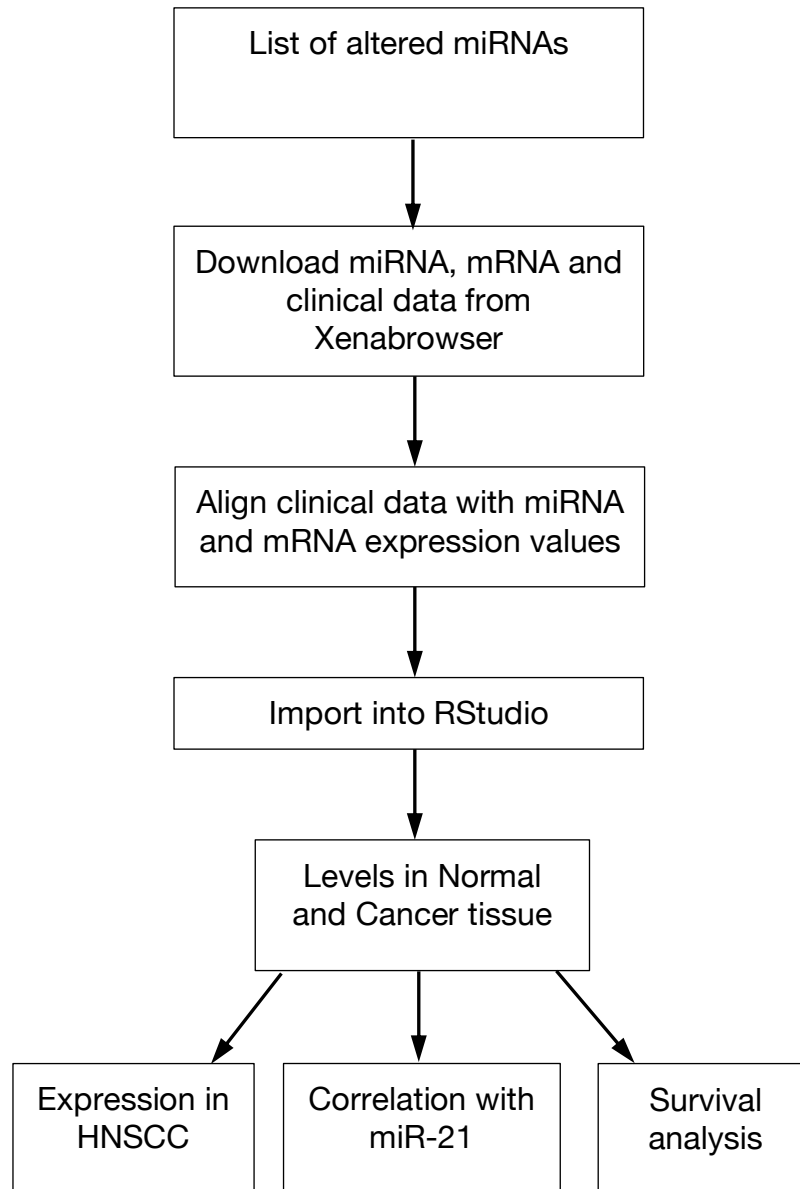 List of altered miRNAs
Download miRNA, mRNA and
clinical data from
Xenabrowser
Align clinical data with miRNA
and mRNA expression values
Import into RStudio
Levels in Normal
and Cancer tissue
Expression in
HNSCC
Correlation with
miR-21
Survival
analysis